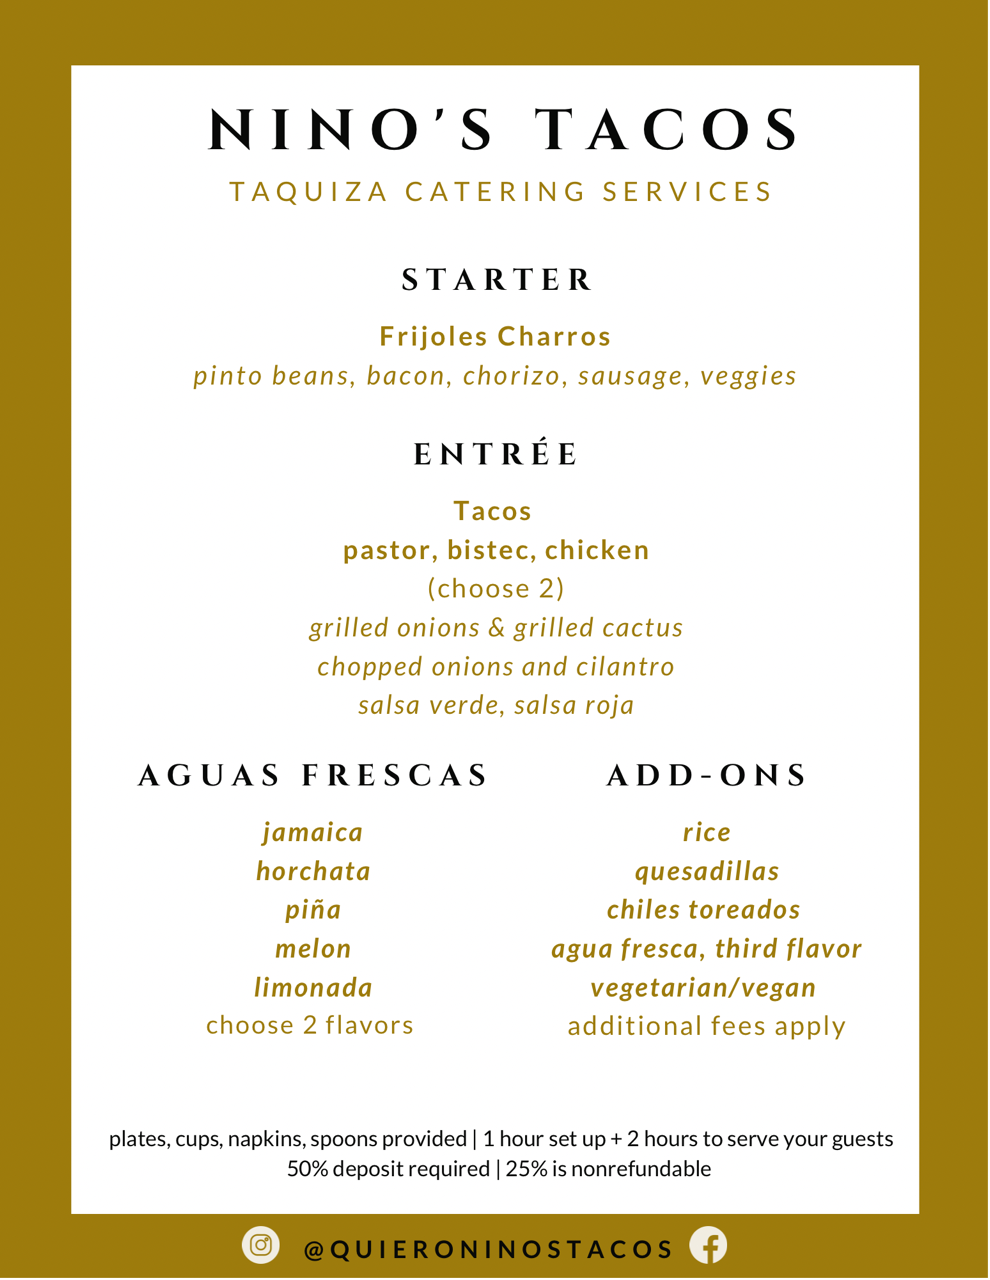 NINO'S TACOS
TAQUIZA CATERING SERVICES
STARTER
Frijoles Charros
pinto beans, bacon, chorizo, sausage, veggies
ENTRÉE
Tacos
pastor, bistec, chicken
(choose 2)
grilled onions & grilled cactus
chopped onions and cilantro
salsa verde, salsa roja
AGUAS FRESCAS
jamaica
horchata
piña
melon
limonada
choose 2 flavors
ADD-ONS
rice
quesadillas
chiles toreados
agua fresca, third flavor
vegetarian/vegan
additional fees apply
plates, cups, napkins, spoons provided | 1 hour set up + 2 hours to serve your guests
50% deposit required | 25% is nonrefundable
@QUIERONINOSTACOS